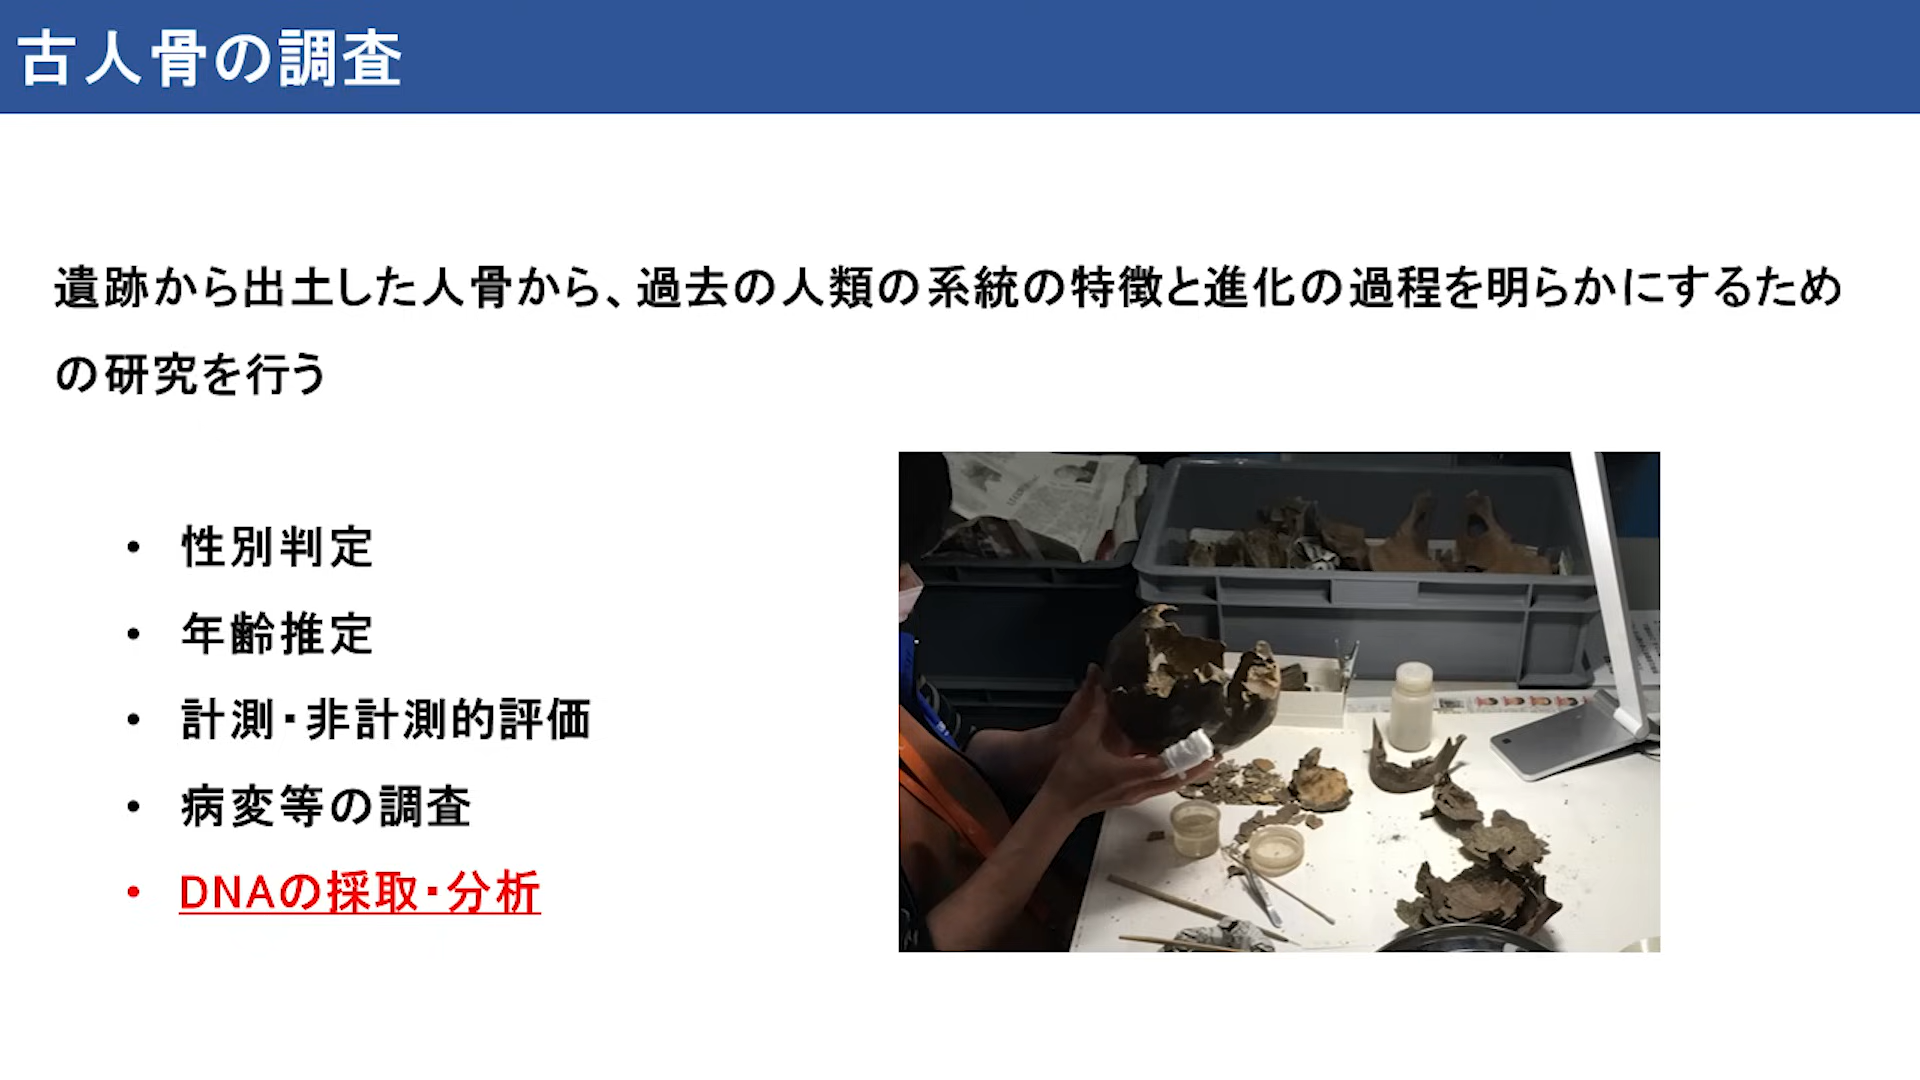 古人骨の調査
遺跡から出土した人骨から、過去の人類の系統の特徴と進化の過程を明らかにするため
の研究を行う
• 性別判定
• 年齢推定
• 計測・非計測的評価
• 病変等の調査
• DNAの採取・分析